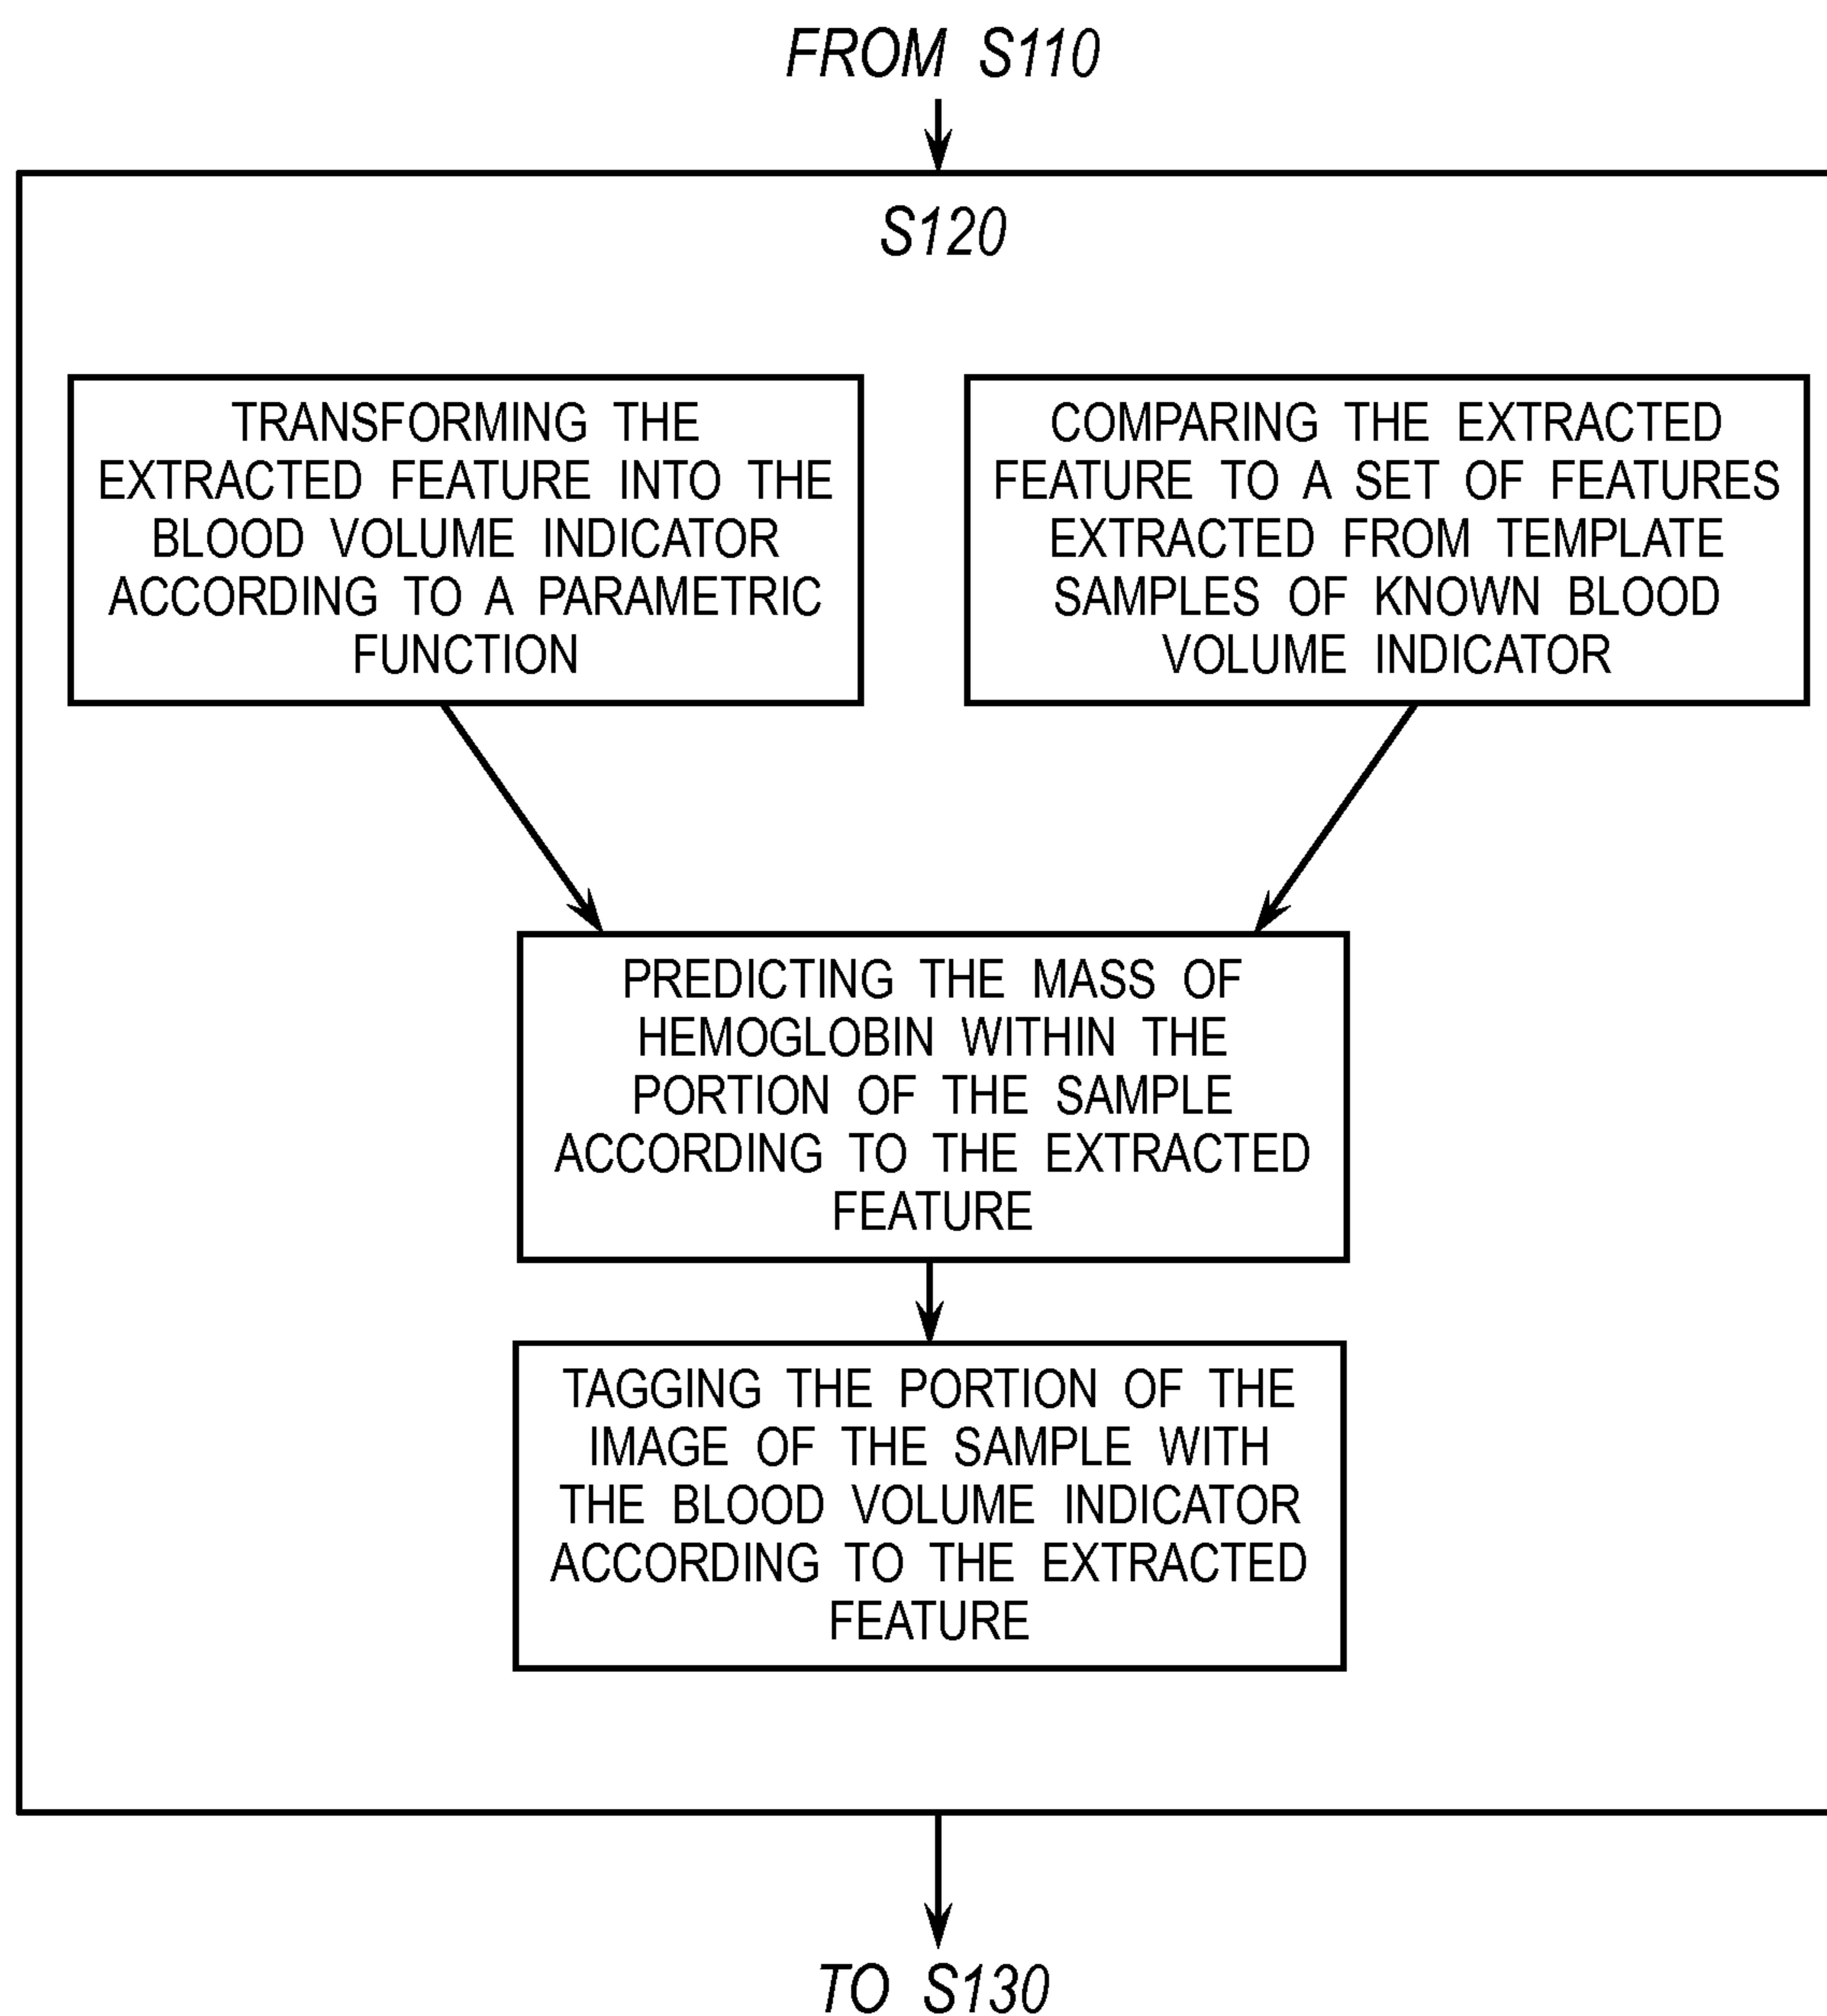 FROM S110
S120
TRANSFORMING THE
EXTRACTED FEATURE INTO THE
BLOOD VOLUME INDICATOR
ACCORDING TO A PARAMETRIC
FUNCTION
COMPARING THE EXTRACTED
FEATURE TO A SET OF FEATURES
EXTRACTED FROM TEMPLATE
SAMPLES OF KNOWN BLOOD
VOLUME INDICATOR
PREDICTING THE MASS OF
HEMOGLOBIN WITHIN THE
PORTION OF THE SAMPLE
ACCORDING TO THE EXTRACTED
FEATURE
TAGGING THE PORTION OF THE
IMAGE OF THE SAMPLE WITH
THE BLOOD VOLUME INDICATOR
ACCORDING TO THE EXTRACTED
FEATURE
TO S130